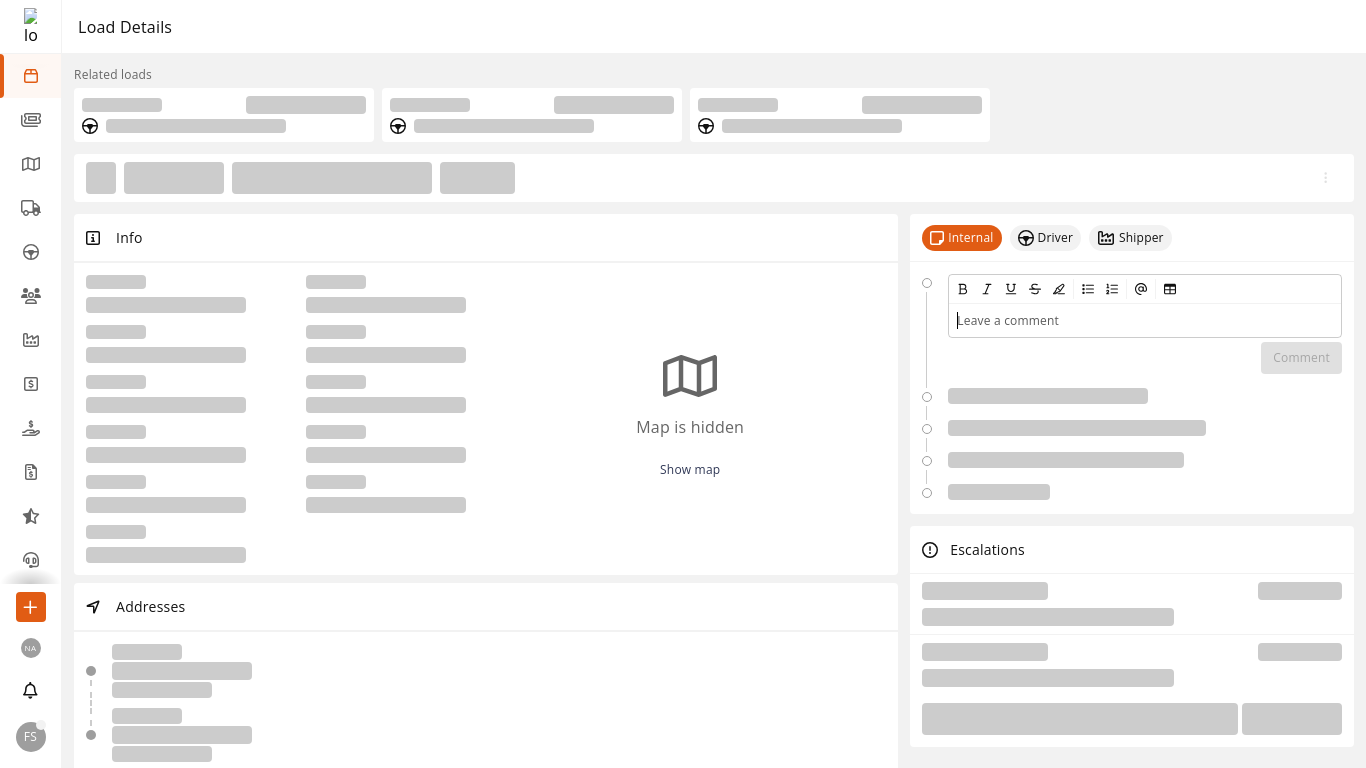 lo
Load Details
Related loads
Info
Map is hidden
Show map
Addresses
Internal
Driver
Shipper
B I U S
@
Leave a comment
Comment
Escalations
NA
FS